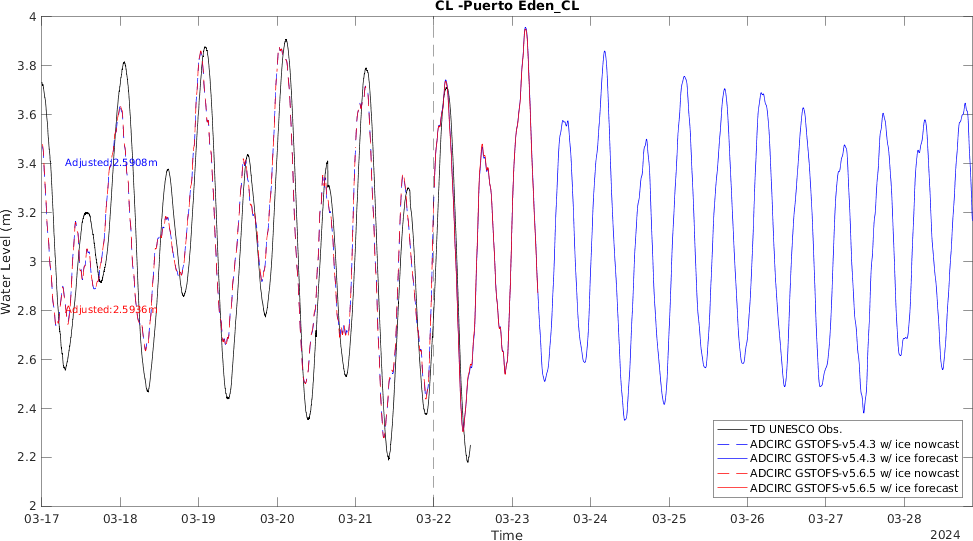 CL -Puerto Eden_CL
4
3.8
3.6
3.4
3.2
3
2.8
2.6
2.4
2.2
2
Water Level (m)
Adjusted:2.5908m
Adjusted:2.5936m
TD UNESCO Obs.
ADCIRC GSTOFS-v5.4.3 w/ ice nowcast
ADCIRC GSTOFS-v5.4.3 w/ ice forecast
ADCIRC GSTOFS-v5.6.5 w/ ice nowcast
ADCIRC GSTOFS-v5.6.5 w/ ice forecast
03-17 03-18 03-19 03-20 03-21 03-22 03-23 03-24 03-25 03-26 03-27 03-28
Time
2024